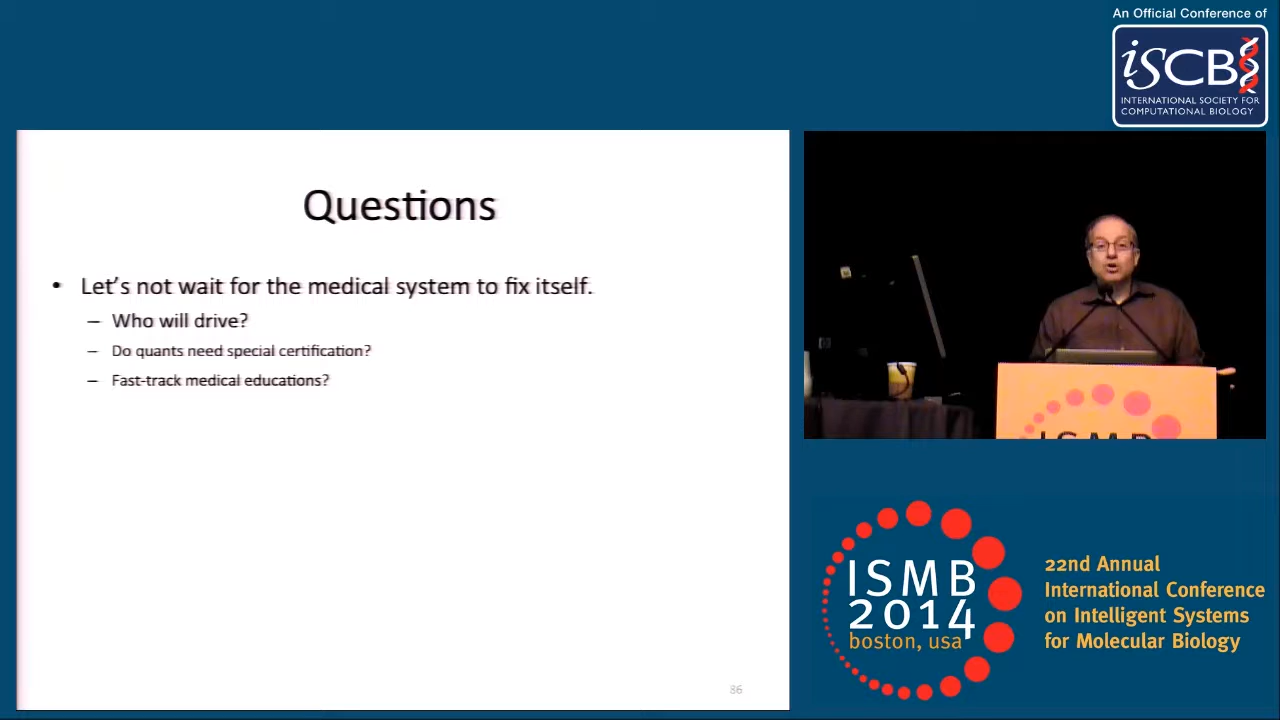 An Official Conference of
iSCB
INTERNATIONAL SOCIETY FOR
COMPUTATIONAL BIOLOGY
Questions
• Let's not wait for the medical system to fix itself.
– Who will drive?
– Do quants need special certification?
– Fast-track medical educations?
36
ISMB
ISMB
2014
boston, usa
22nd Annual
International Conference
on Intelligent Systems
for Molecular Biology